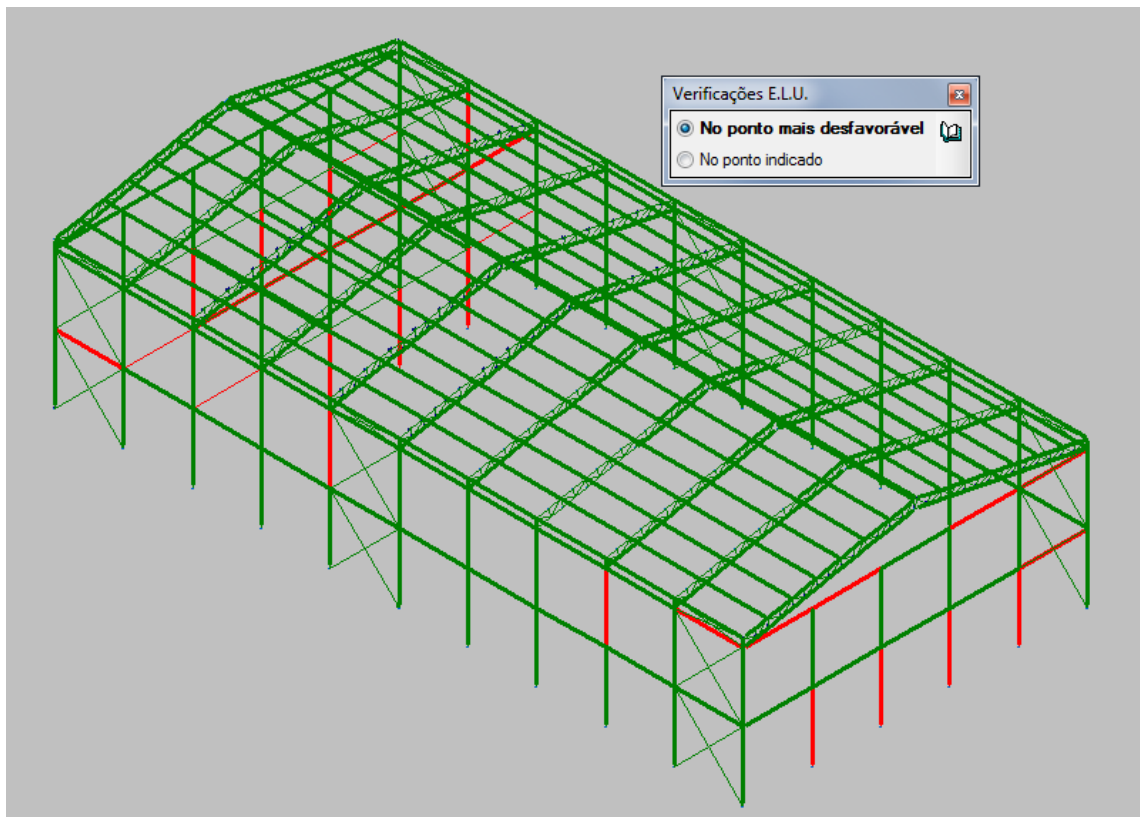 Verificações E.L.U.
No ponto mais desfavorável
No ponto indicado